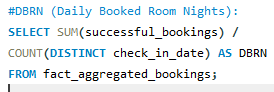 #DBRN (Daily Booked Room Nights):
SELECT SUM(successful_bookings) /
COUNT(DISTINCT check_in_date) AS DBRN
FROM fact_aggregated_bookings;